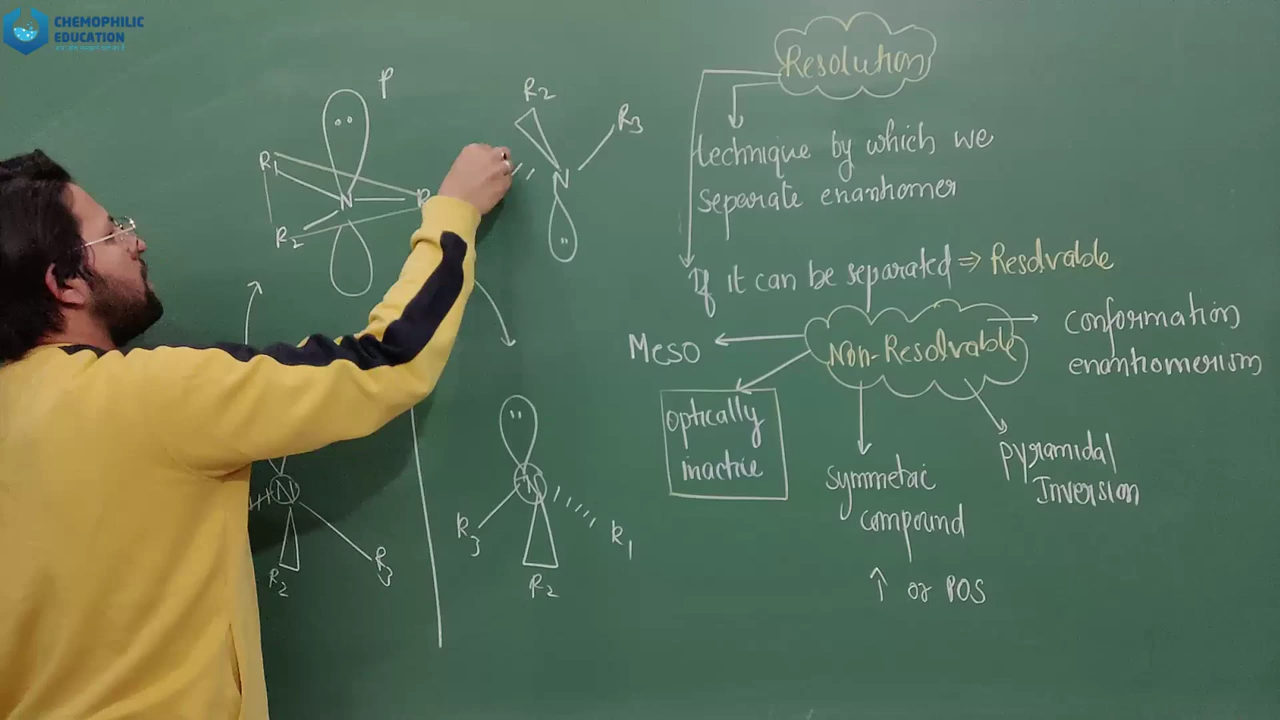 CHEMOPHILIC
EDUCATION
P
R1
N
R2
R2
R3
N
N
R2
R3
N
R3
R1
R2
Resolution
technique by which we
separate enantiomer
If it can be separated ⇒ Resolvable
Non-Resolvable
conformation
enantiomerism
Meso
optically
inactive
symmetric
compound
↑ or POS
pyramidal
Inversion